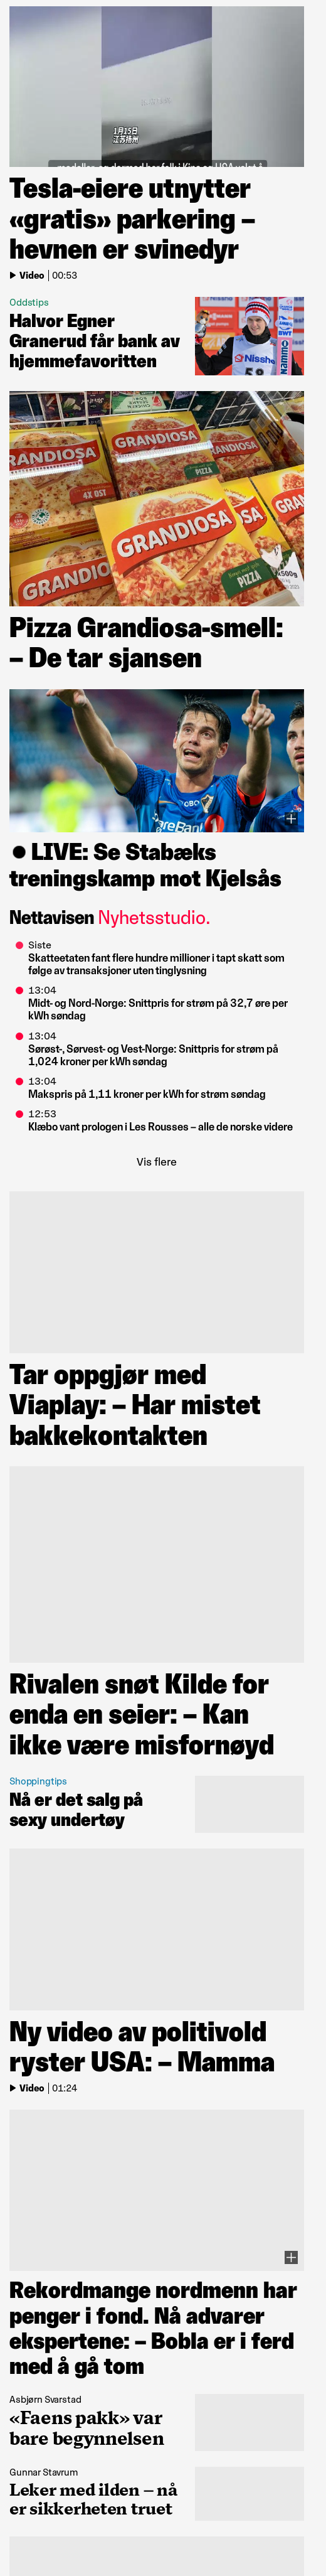 1月15日
江苏扬州
Tesla-eiere utnytter
«gratis» parkering –
hevnen er svinedyr
Video | 00:53
Oddstips
Halvor Egner
Granerud får bank av
hjemmefavoritten
GRANDIOSA
GRANDIOSA
4X OST
PIZZA
GRANDIOSA
PIZZA
GRANDIOSA
Pizza Grandiosa-smell:
– De tar sjansen
LIVE: Se Stabæks
treningskamp mot Kjelsås
Nettavisen Nyhetsstudio.
Siste
Skatteetaten fant flere hundre millioner i tapt skatt som
følge av transaksjoner uten tinglysning
13:04
Midt- og Nord-Norge: Snittpris for strøm på 32,7 øre per
kWh søndag
13:04
Sørøst-, Sørvest- og Vest-Norge: Snittpris for strøm på
1,024 kroner per kWh søndag
13:04
Makspris på 1,11 kroner per kWh for strøm søndag
12:53
Klæbo vant prologen i Les Rousses – alle de norske videre
Vis flere
Tar oppgjør med
Viaplay: – Har mistet
bakkekontakten
Rivalen snøt Kilde for
enda en seier: – Kan
ikke være misfornøyd
Shoppingtips
Nå er det salg på
sexy undertøy
Ny video av politivold
ryster USA: – Mamma
Video | 01:24
Rekordmange nordmenn har
penger i fond. Nå advarer
ekspertene: – Bobla er i ferd
med å gå tom
Asbjørn Svarstad
«Faens pakk» var
bare begynnelsen
Gunnar Stavrum
Leker med ilden – nå
er sikkerheten truet